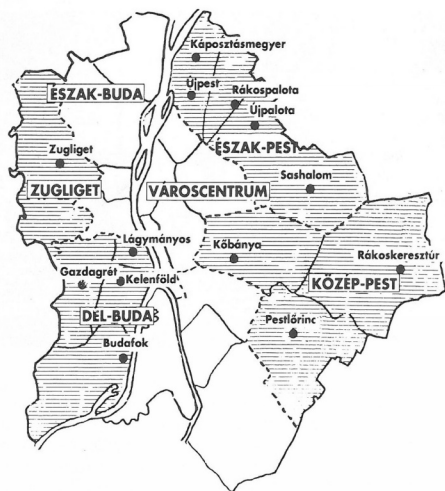 Kápostásmegyer
ÉSZAK-BUDA
Újpest
Rákospalota
Újpalota
ÉSZAK-PEST
Zugliget
ZUGLIGET
VÁROSCENTRUM
Sashalom
Lágymányos
Kőbánya
Rákoskeresztúr
Gazdagrét
Kelenföld
KÖZÉP-PEST
DÉL-BUDA
Pestlőrinc
Budafok